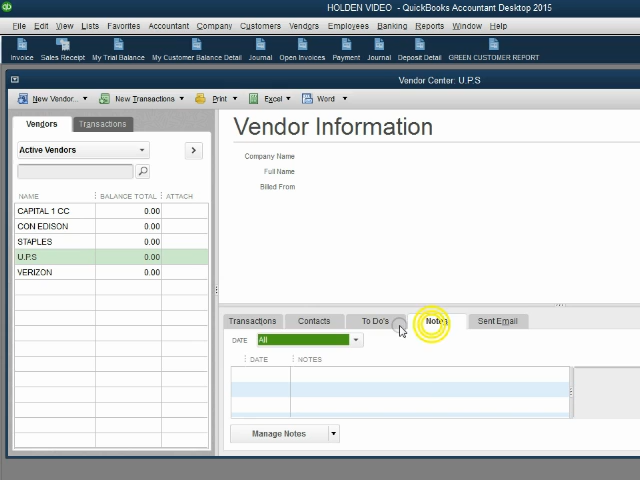 HOLDEN VIDEO - QuickBooks Accountant Desktop 2015
File Edit View Lists Favorites Accountant Company Customers Vendors Employees Banking Reports Window Help
Invoice Sales Receipt My Trial Balance My Customer Balance Detail Journal Open Invoices Payment Journal Deposit Detail GREEN CUSTOMER REPORT
Vendor Center: U.P.S
New Vendor... New Transactions Print Excel Word
Vendors Transactions
Vendor Information
Active Vendors
Company Name
Full Name
Billed From
NAME BALANCE TOTAL ATTACH
CAPITAL 1 CC 0.00
CON EDISON 0.00
STAPLES 0.00
U.P.S 0.00
VERIZON 0.00
Transactions Contacts To Do's Notes Sent Email
DATE All
DATE NOTES
Manage Notes